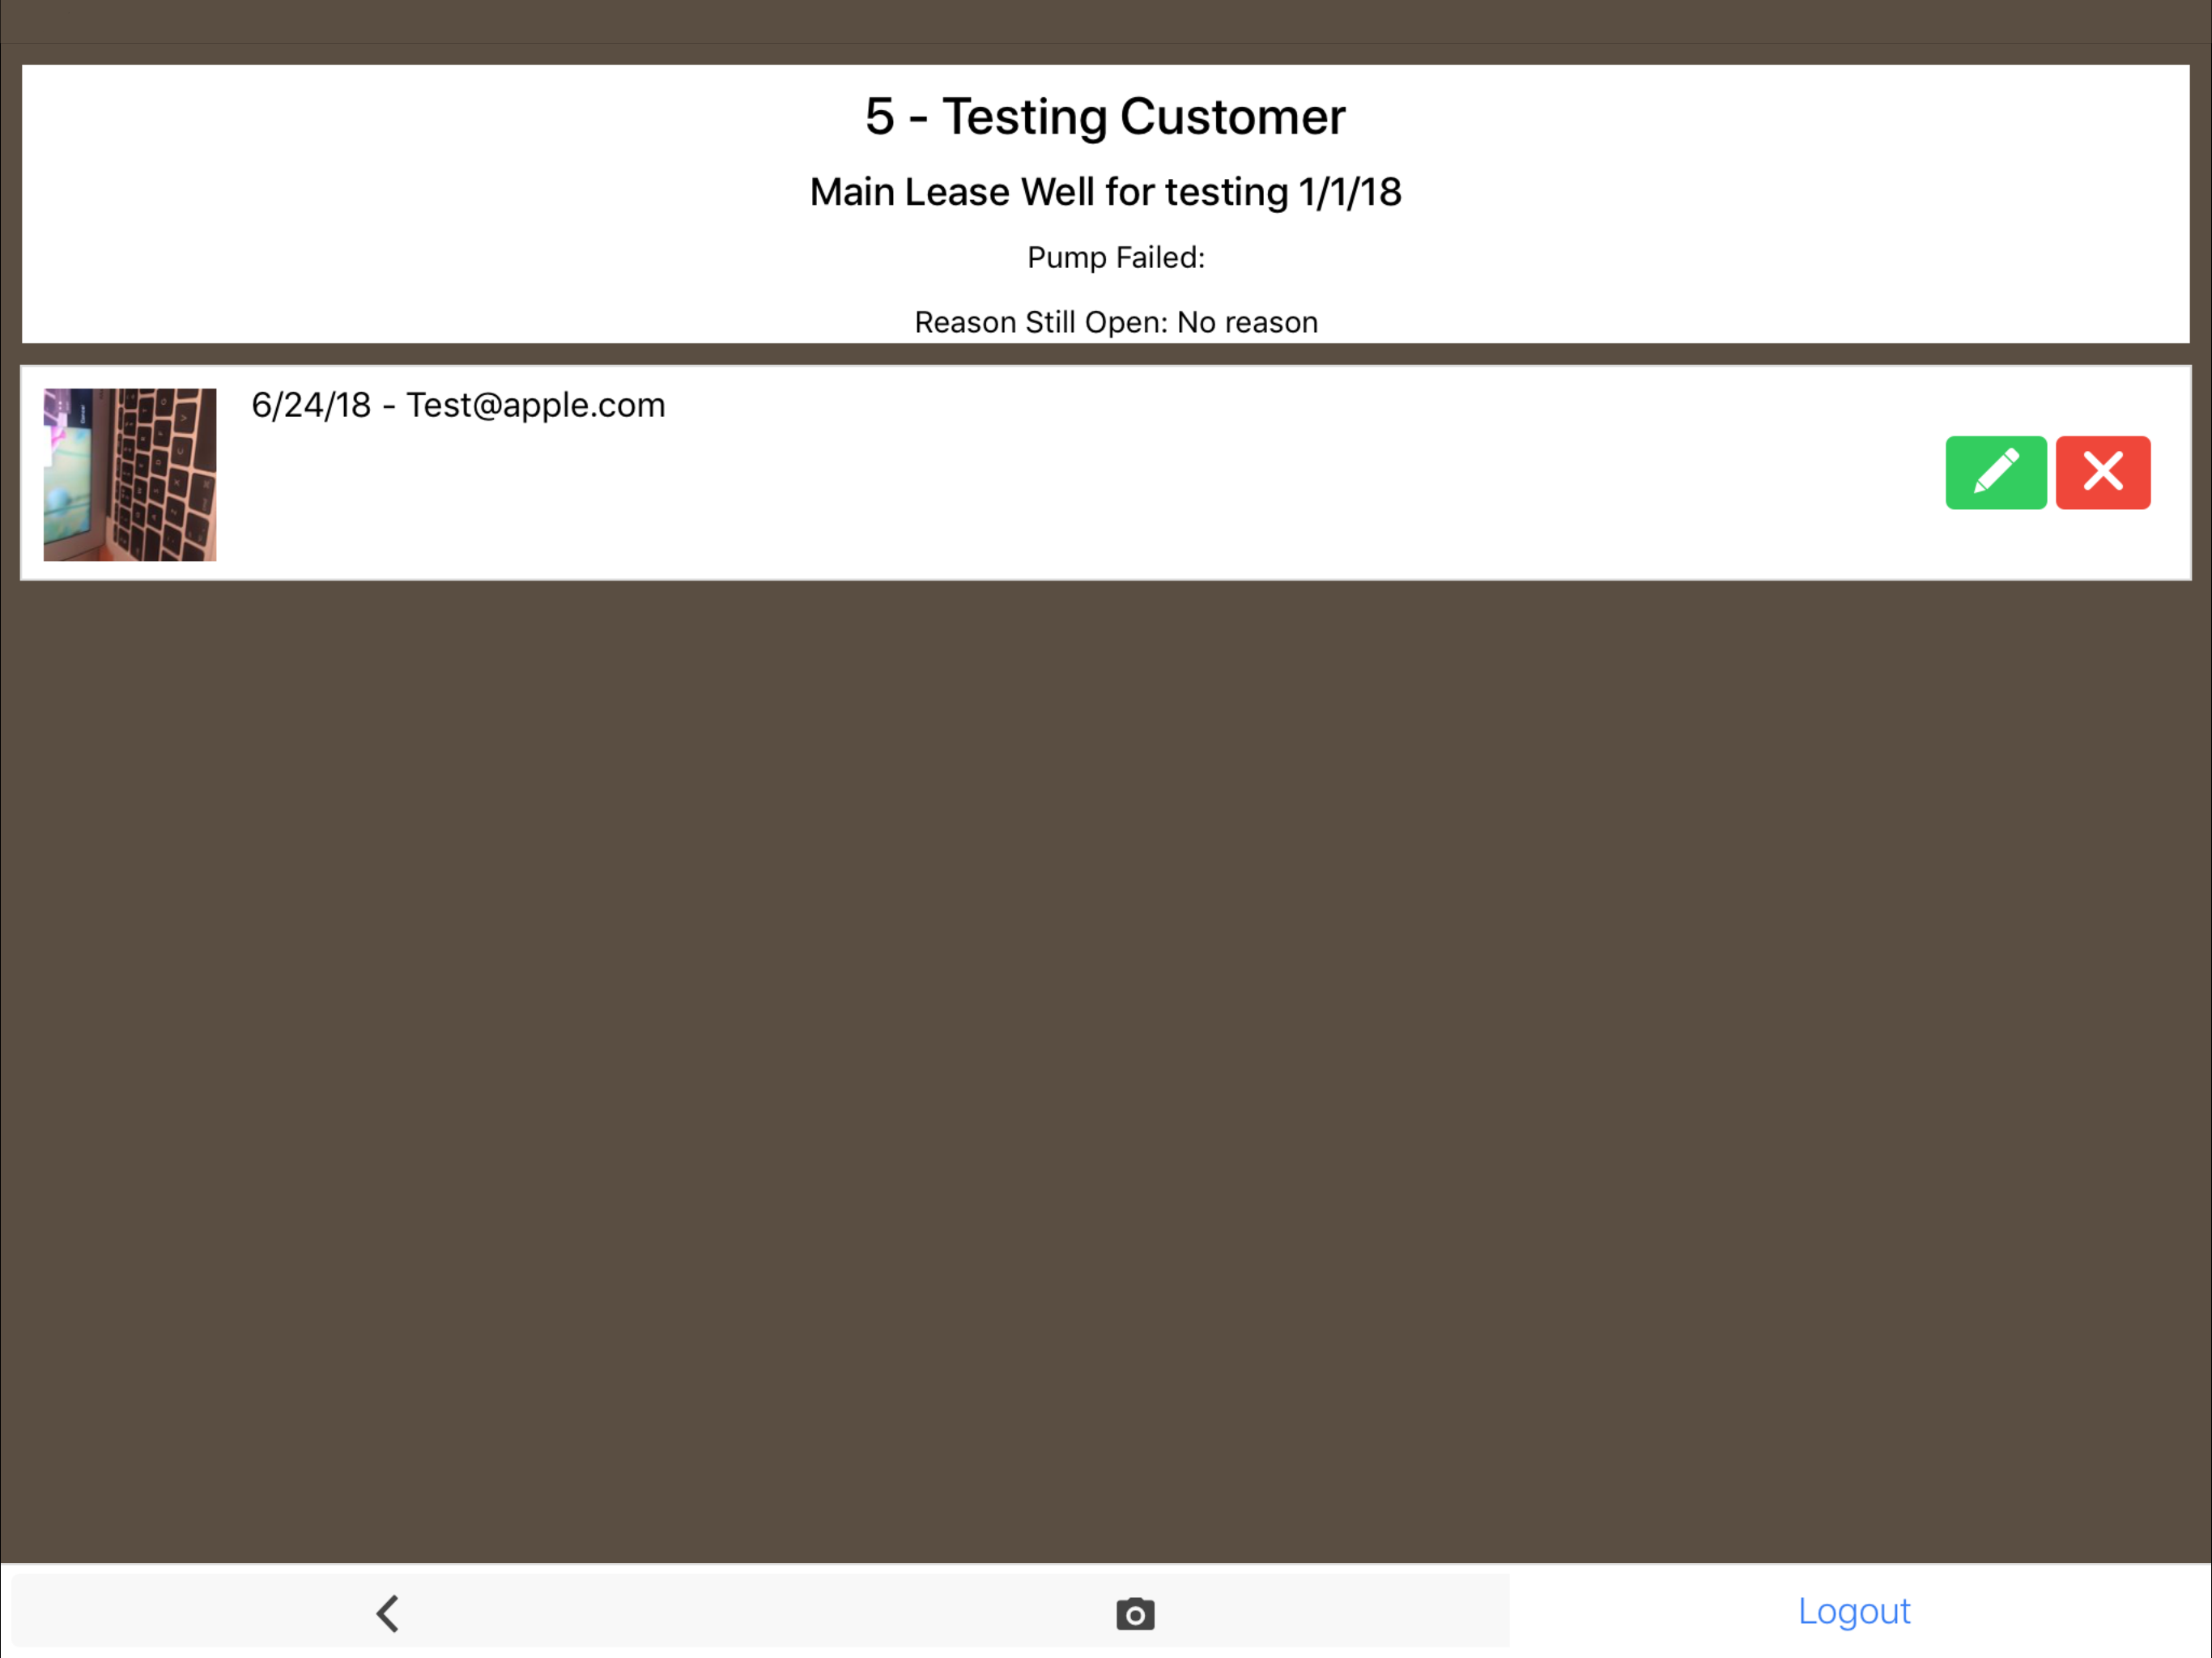 5 - Testing Customer
Main Lease Well for testing 1/1/18
Pump Failed:
Reason Still Open: No reason
6/24/18 - Test@apple.com
Logout